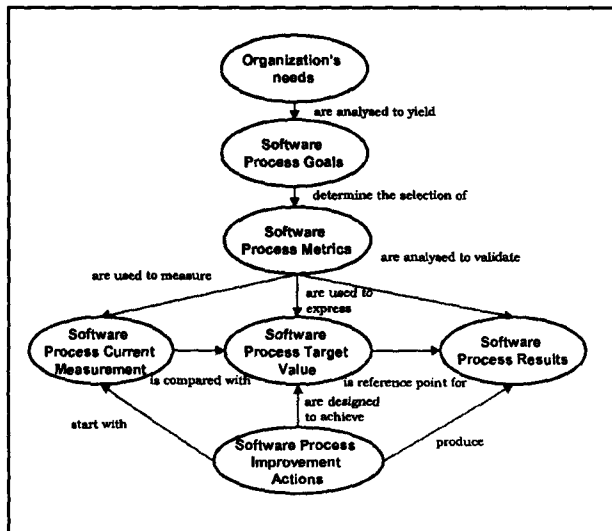 Organization's
needs
are analysed to yield
Software
Process Goals
determine the selection of
Software
Process Metrics
are analysed to validate
are used to measure
are used to
express
Software
Process Current
Measurement
Software
Process Target
Value
Software
Process Results
is compared with
is reference point for
are designed
to achieve
start with
produce
Software Process
Improvement
Actions